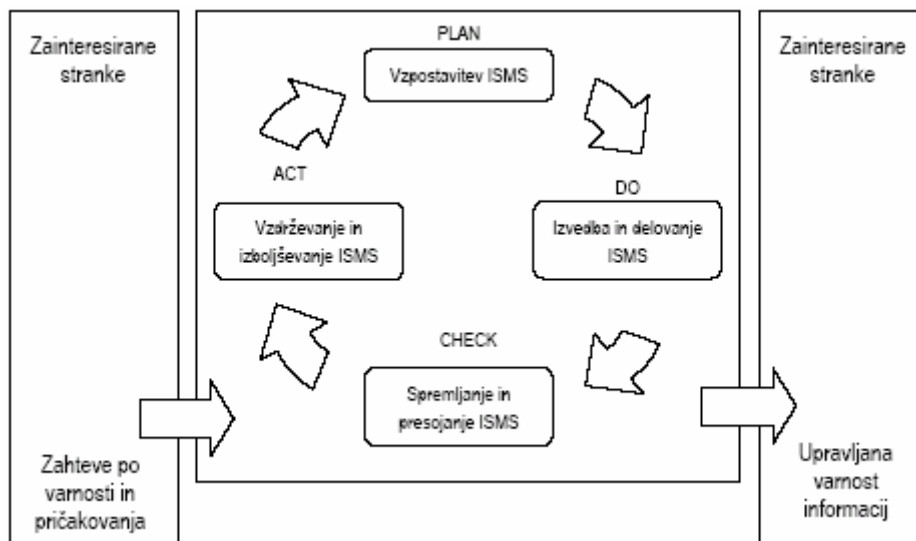 Zainteresirane
stranke
Zahteve po
varnosti in
pričakovanja
PLAN
Vzpostavitev ISMS
DO
Izvedba in delovanje
ISMS
CHECK
Spremljanje in
presojanje ISMS
ACT
Vzdrževanje in
izboljševanje ISMS
Zainteresirane
stranke
Upravljana
varnost
informacij